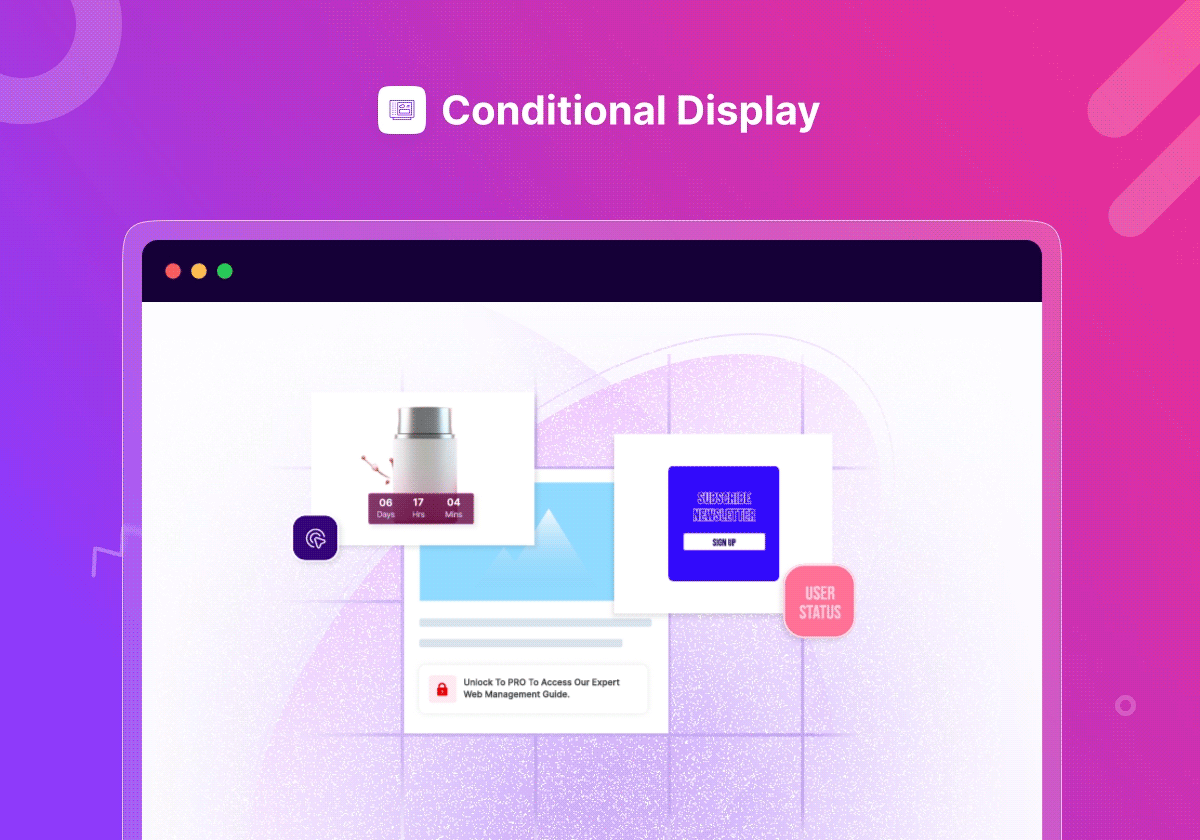 Conditional Display
06 17 04
Days Hrs Mins
SUBSCRIBE
NEWSLETTER
SIGN UP
USER
STATUS
Unlock To PRO To Access Our Expert
Web Management Guide.